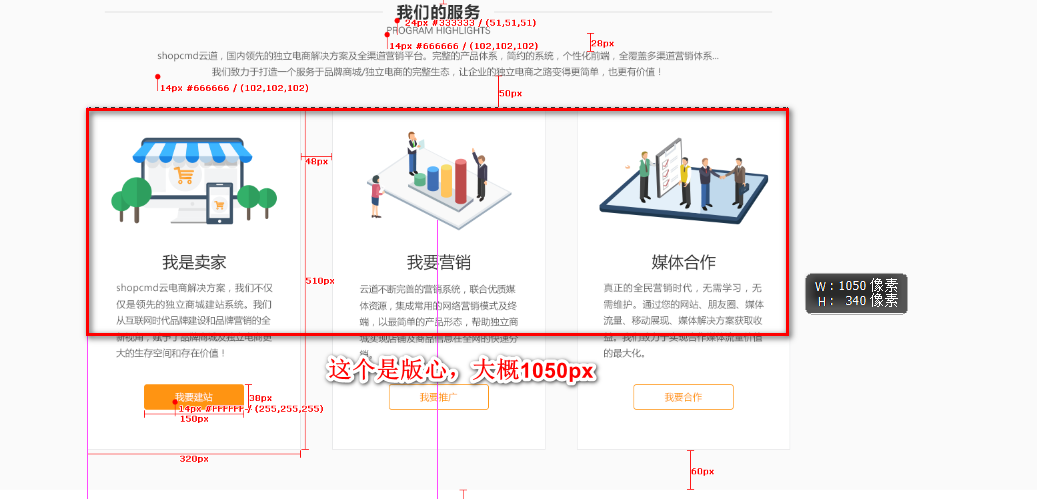 我们的服务
24px #333333 / (51,51,51)
PROGRAM HIGHLIGHTS
14px #666666 / (102,102,102)
28px
shopcmd云道，国内领先的独立电商解决方案及全渠道营销平台。完整的产品体系，简约的系统，个性化前端，全覆盖多渠道营销体系...
我们致力于打造一个服务于品牌商城/独立电商的完整生态，让企业的独立电商之路变得更简单，也更有价值！
14px #666666 / (102,102,102)
50px
48px
我是卖家
我要营销
媒体合作
510px
W：1050 像素
H： 340 像素
shopcmd云电商解决方案，我们不仅
仅是领先的独立商城建站系统。我们
从互联网时代品牌建设和品牌营销的全
新视角，赋予了品牌商城及独立电商更
大的生存空间和存在价值！
云道不断完善的营销系统，联合优质媒
体资源，集成常用的网络营销模式及终
端，以最简单的产品形态，帮助独立商
城实现店铺及商品信息在全网的快速分
真正的全民营销时代，无需学习，无
需维护。通过您的网站、朋友圈、媒体
流量、移动展现、媒体解决方案获取收
益。我们致力于实现合作媒体流量价值
的最大化。
这个是版心，大概1050px
我要建站
38px
14px #FFFFFF / (255,255,255)
150px
我要推广
我要合作
320px
60px